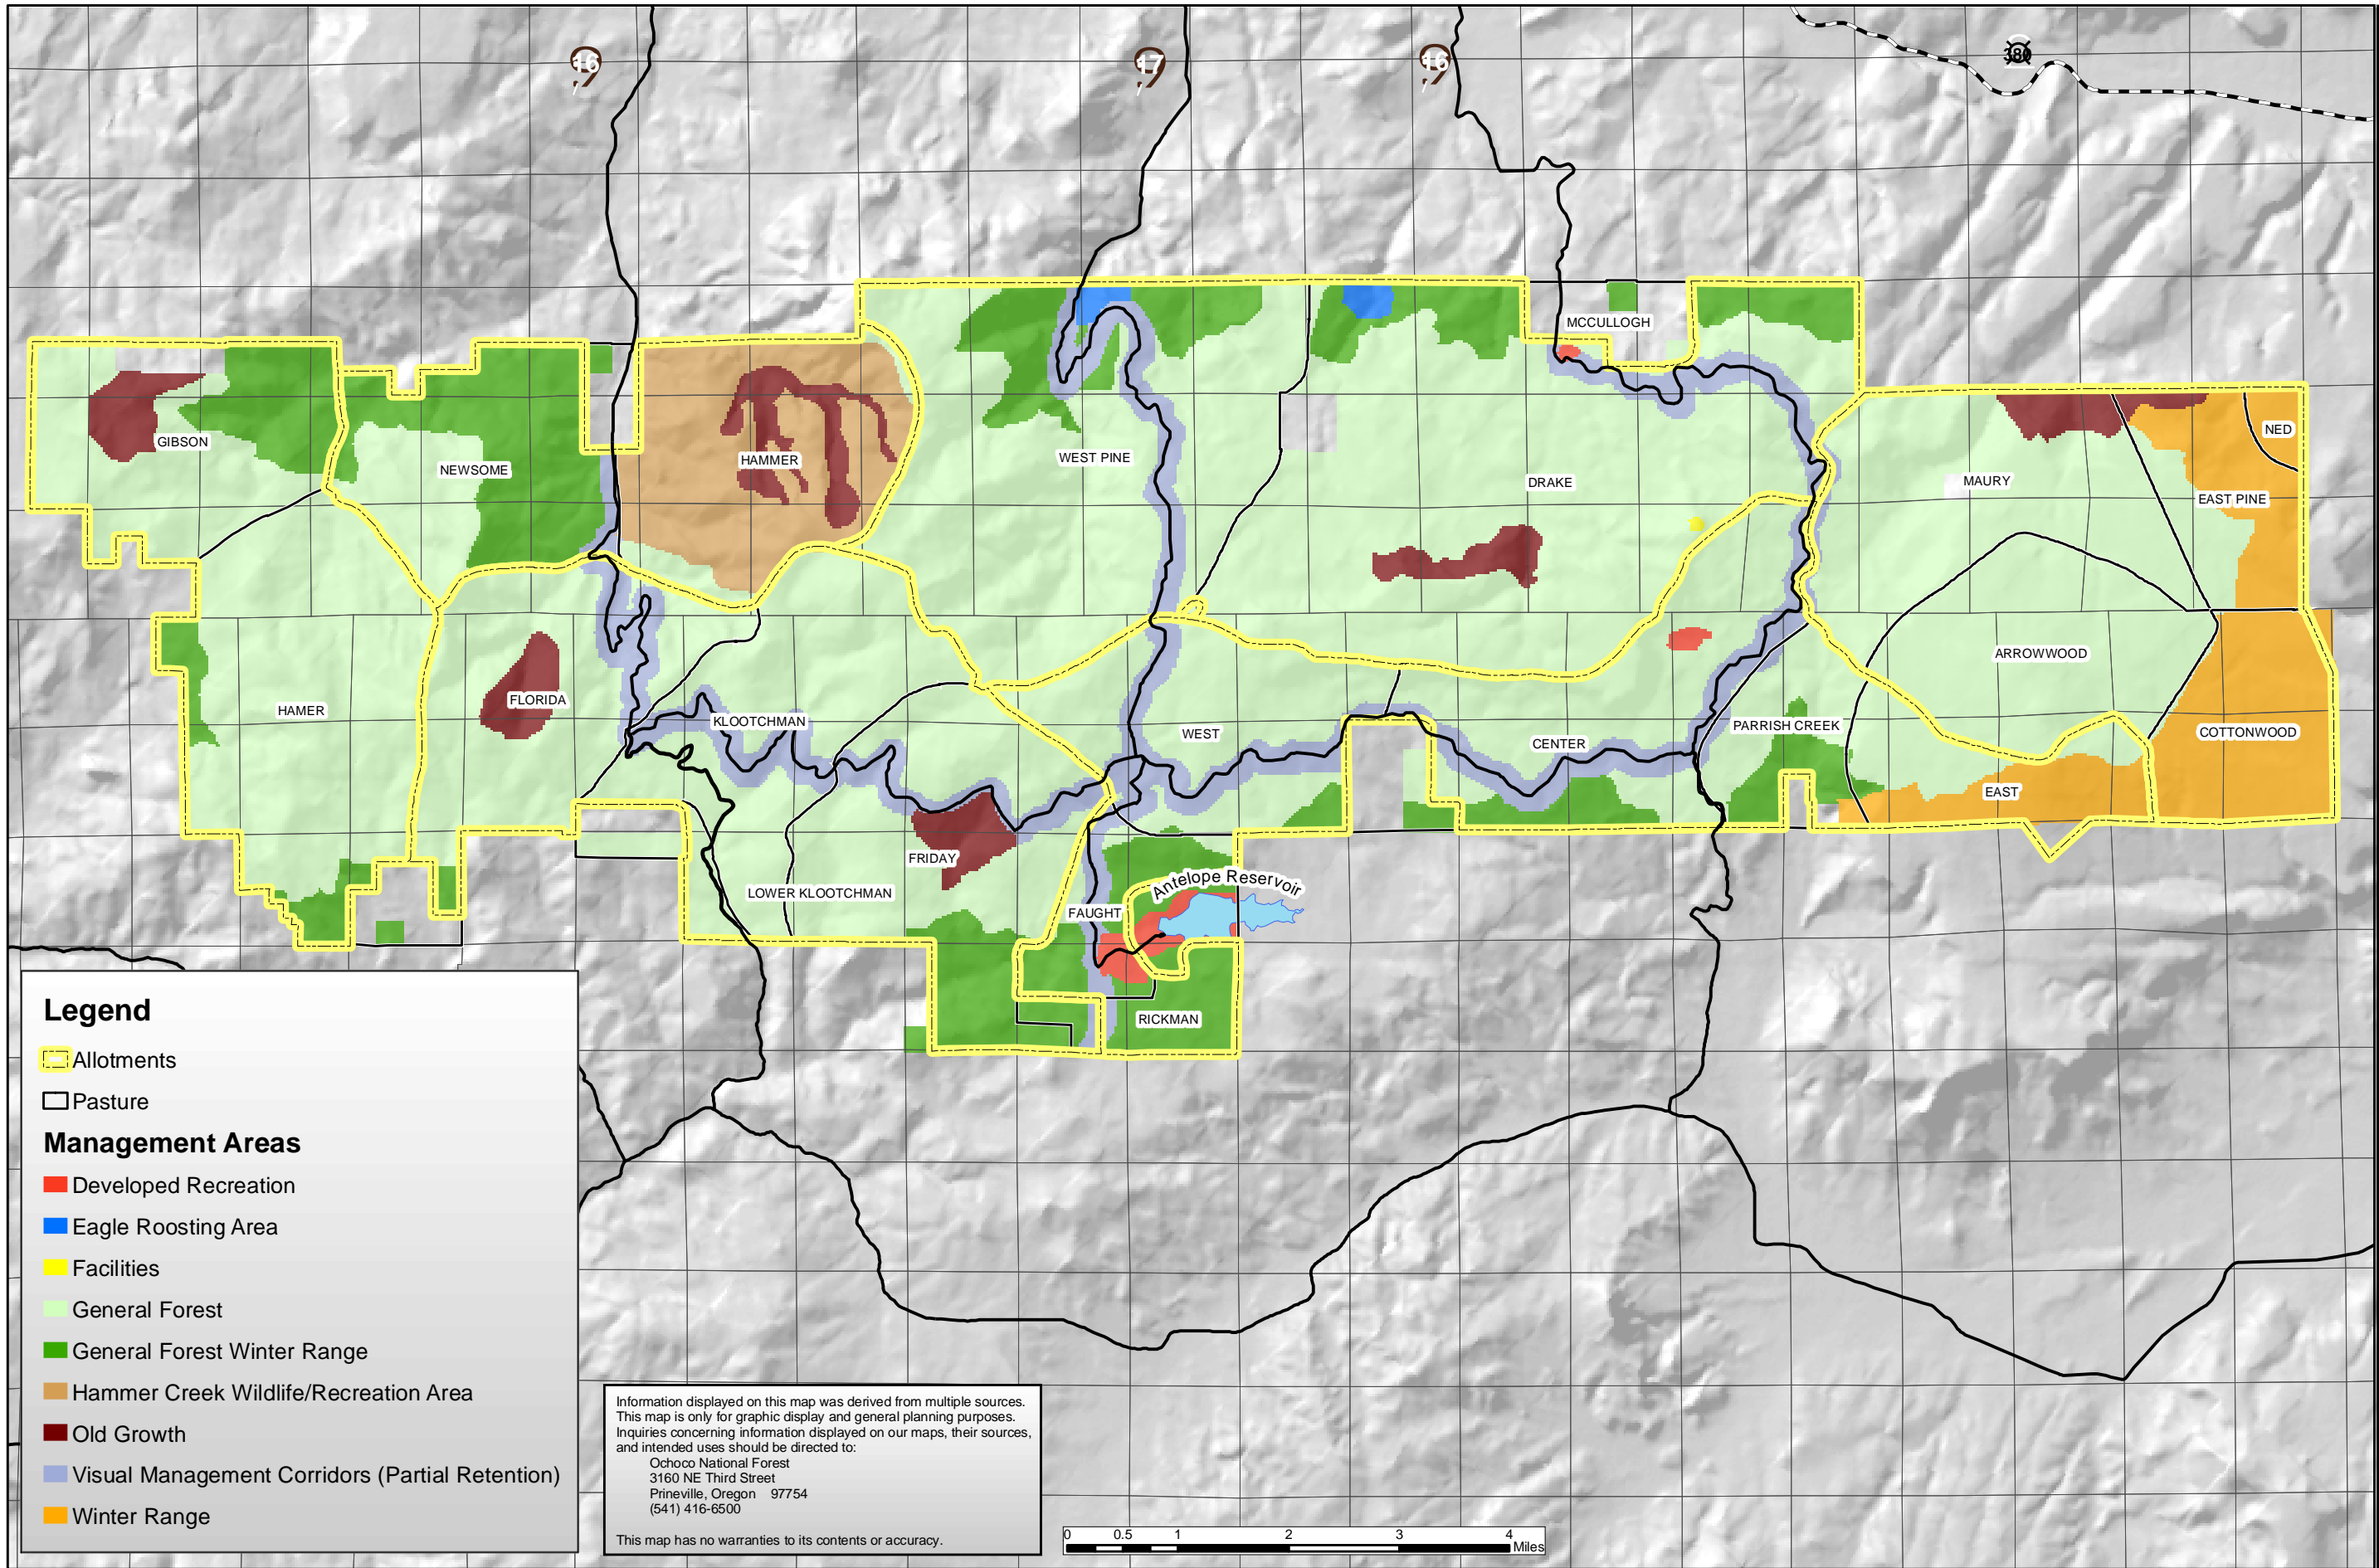 16
17
16
380
MCCULLOGH
GIBSON
NEWSOME
HAMMER
WEST PINE
DRAKE
MAURY
NED
EAST PINE
ARROWWOOD
HAMER
FLORIDA
KLOOTCHMAN
WEST
CENTER
PARRISH CREEK
COTTONWOOD
EAST
FRIDAY
LOWER KLOOTCHMAN
Antelope Reservoir
FAUGHT
RICKMAN
Legend
Allotments
Pasture
Management Areas
Developed Recreation
Eagle Roosting Area
Facilities
General Forest
General Forest Winter Range
Hammer Creek Wildlife/Recreation Area
Old Growth
Visual Management Corridors (Partial Retention)
Winter Range
Information displayed on this map was derived from multiple sources.
This map is only for graphic display and general planning purposes.
Inquiries concerning information displayed on our maps, their sources,
and intended uses should be directed to:
Ochoco National Forest
3160 NE Third Street
Prineville, Oregon 97754
(541) 416-6500
This map has no warranties to its contents or accuracy.
0 0.5 1 2 3 4
Miles